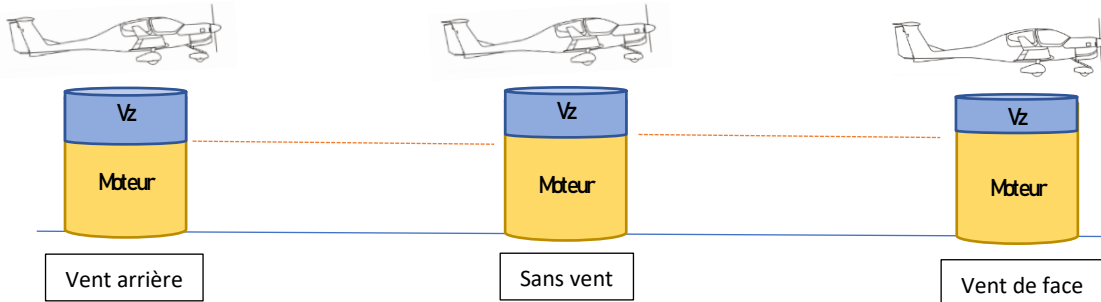 Vz
Moteur
Vent arrière
Vz
Moteur
Sans vent
Vz
Moteur
Vent de face